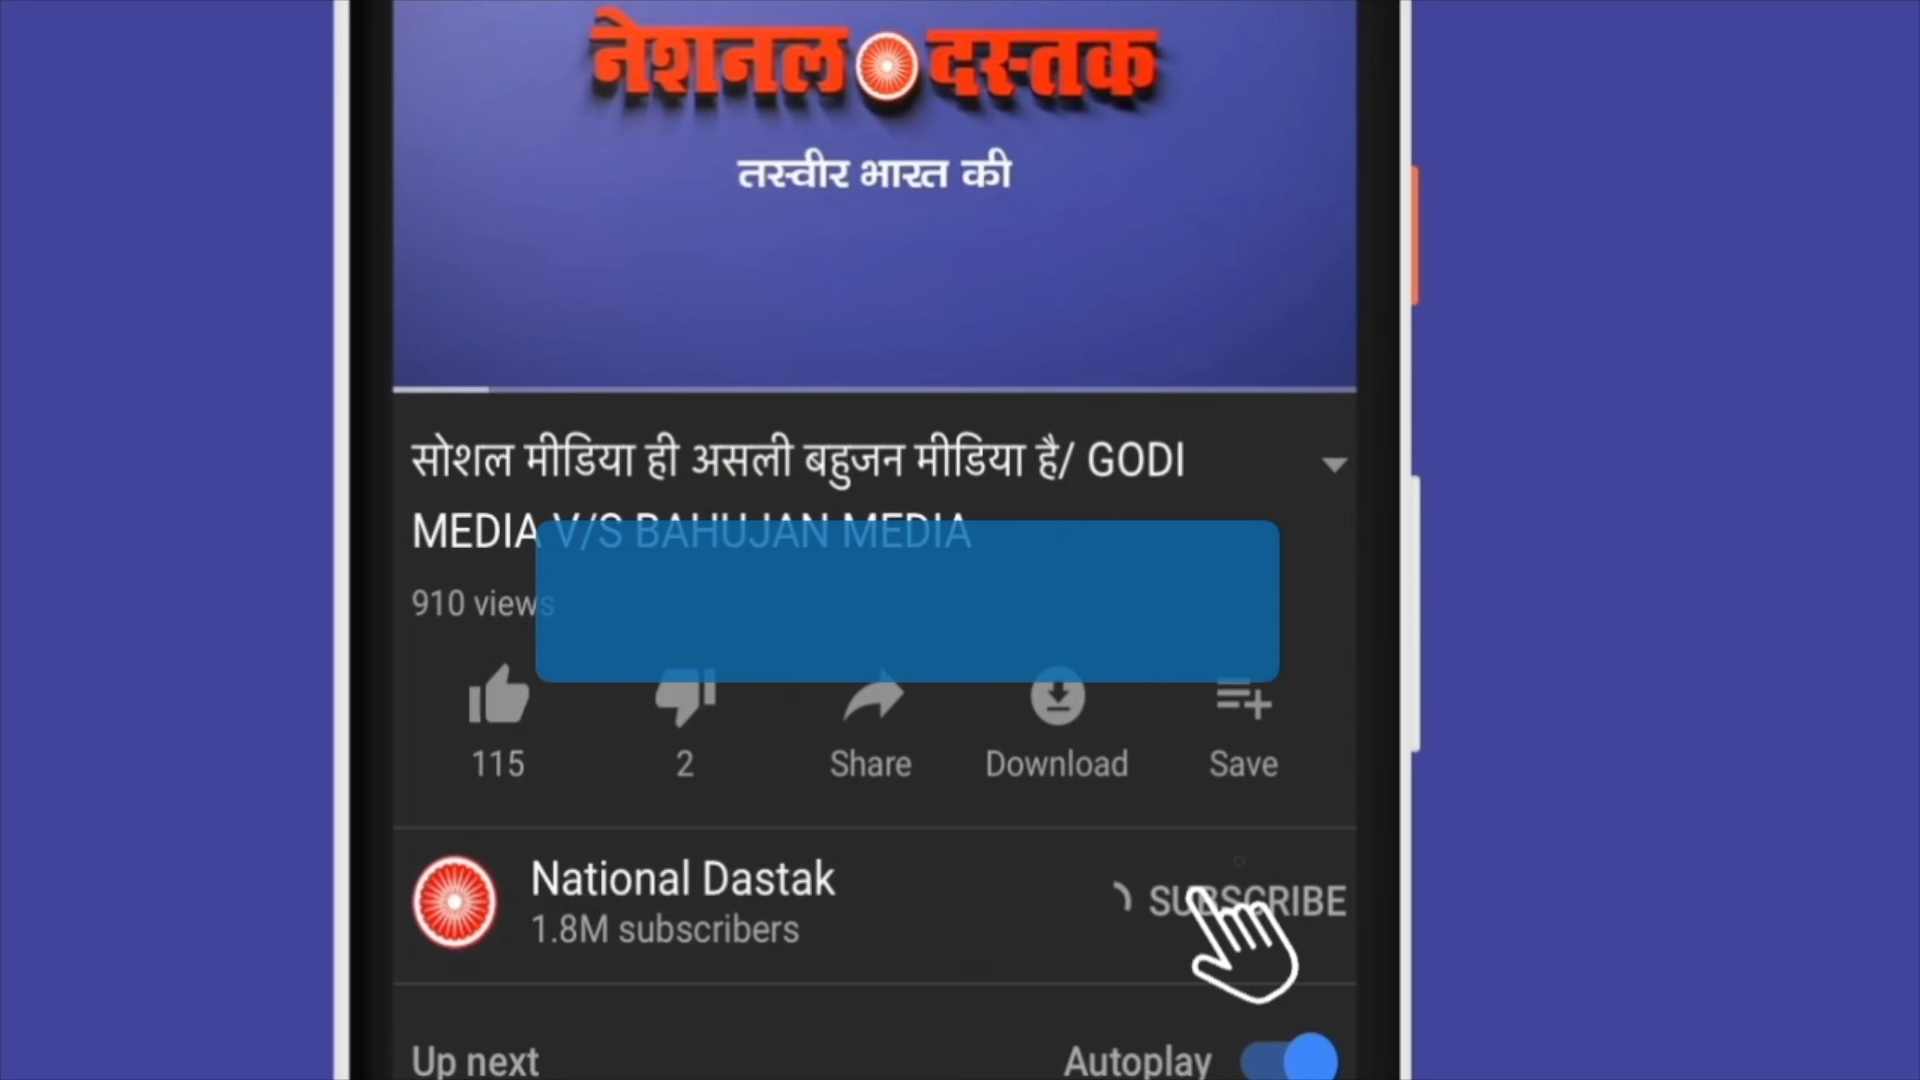 नेशनल दस्तक
तस्वीर भारत की
सोशल मीडिया ही असली बहुजन मीडिया है/ GODI
MEDIA V/S BAHUJAN MEDIA
910 views
115
2
Share
Download
Save
National Dastak
SUBSCRIBE
1.8M subscribers
Up next
Autoplay